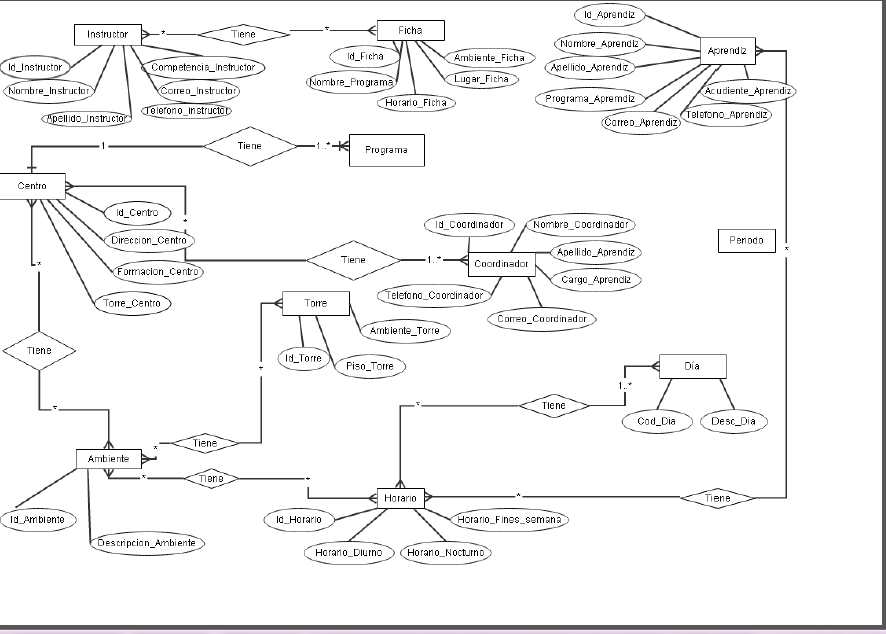 Instructor
*
Tiene
*
Ficha
Id_Instructor
Nombre_Instructor
Apellido_Instructor
Competencia_Instructor
Correo_Instructor
Telefono_Instructor
Id_Ficha
Nombre_Programa
Horario_Ficha
Ambiente_Ficha
Lugar_Ficha
Id_Aprendiz
Nombre_Aprendiz
Apellido_Aprendiz
Programa_Apremdiz
Correo_Aprendiz
Telefono_Aprendiz
Acudiente_Aprendiz
Aprendiz
1
Tiene
1..*
Programa
Centro
Id_Centro
Direccion_Centro
Formacion_Centro
Torre_Centro
*
Tiene
1..*
Coordinador
Id_Coordinador
Nombre_Coordinador
Apellido_Aprendiz
Cargo_Aprendiz
Telefono_Coordinador
Correo_Coordinador
Periodo
*
*
Tiene
*
Torre
Ambiente_Torre
Id_Torre
Piso_Torre
*
Tiene
*
Día
1..*
Tiene
*
Cod_Dia
Desc_Dia
Ambiente
Id_Ambiente
Descripcion_Ambiente
*
Tiene
*
Horario
*
Tiene
Id_Horario
Horario_Diurno
Horario_Nocturno
Horario_Fines_semana